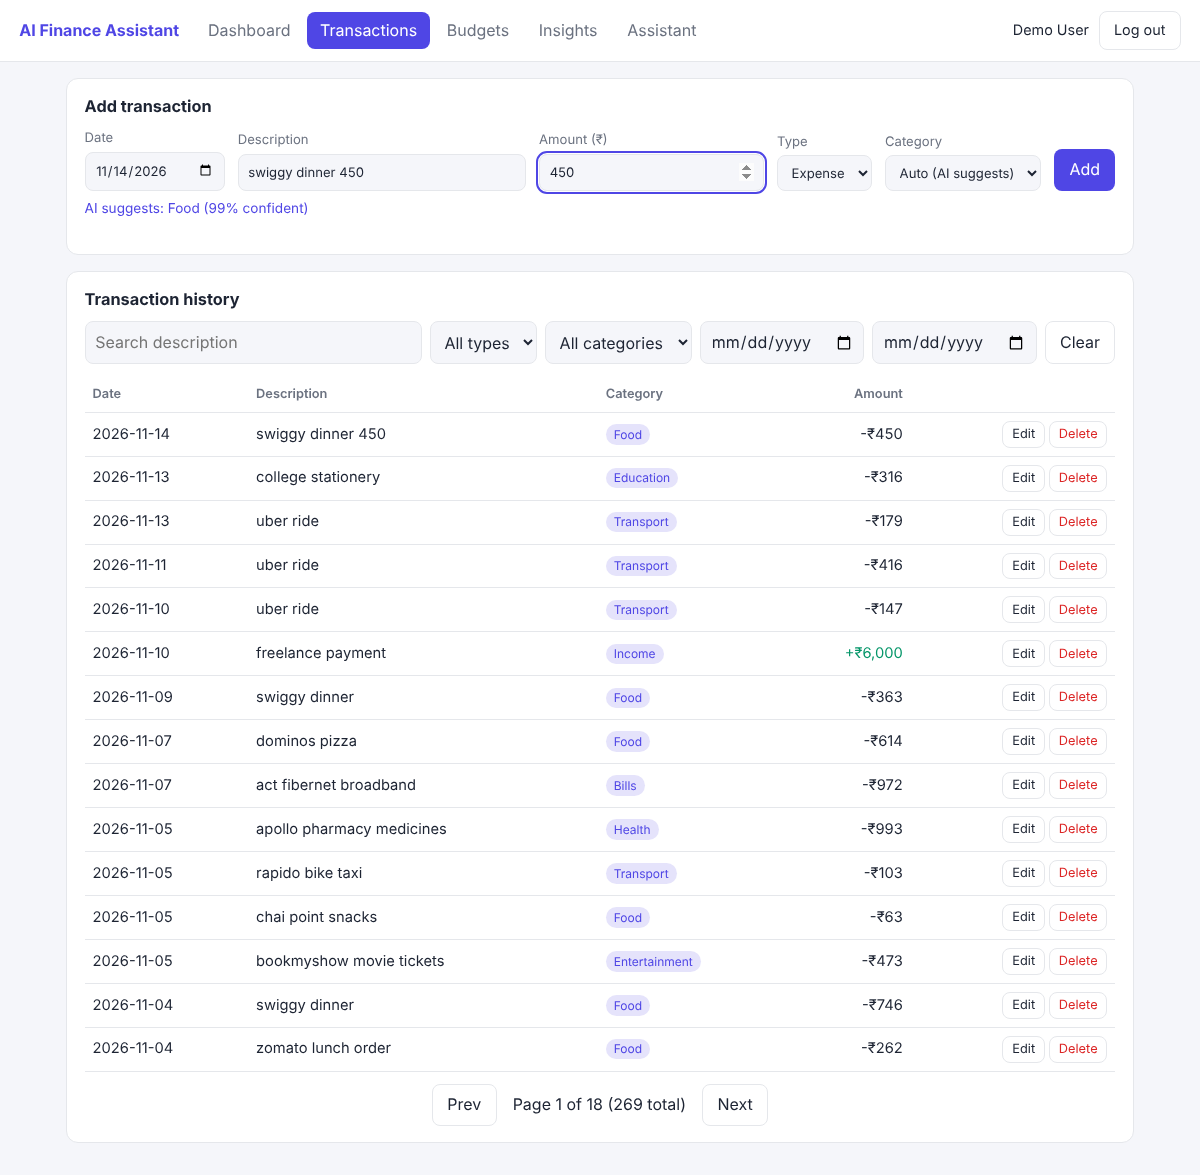 AI Finance Assistant Dashboard Transactions Budgets Insights Assistant Demo User Log out
Add transaction
Date Description Amount (₹) Type Category
11/14/2026 swiggy dinner 450 450 Expense Auto (AI suggests) Add
AI suggests: Food (99% confident)
Transaction history
Search description All types All categories mm/dd/yyyy mm/dd/yyyy Clear
Date Description Category Amount
2026-11-14 swiggy dinner 450 Food -₹450 Edit Delete
2026-11-13 college stationery Education -₹316 Edit Delete
2026-11-13 uber ride Transport -₹179 Edit Delete
2026-11-11 uber ride Transport -₹416 Edit Delete
2026-11-10 uber ride Transport -₹147 Edit Delete
2026-11-10 freelance payment Income +₹6,000 Edit Delete
2026-11-09 swiggy dinner Food -₹363 Edit Delete
2026-11-07 dominos pizza Food -₹614 Edit Delete
2026-11-07 act fibernet broadband Bills -₹972 Edit Delete
2026-11-05 apollo pharmacy medicines Health -₹993 Edit Delete
2026-11-05 rapido bike taxi Transport -₹103 Edit Delete
2026-11-05 chai point snacks Food -₹63 Edit Delete
2026-11-05 bookmyshow movie tickets Entertainment -₹473 Edit Delete
2026-11-04 swiggy dinner Food -₹746 Edit Delete
2026-11-04 zomato lunch order Food -₹262 Edit Delete
Prev Page 1 of 18 (269 total) Next